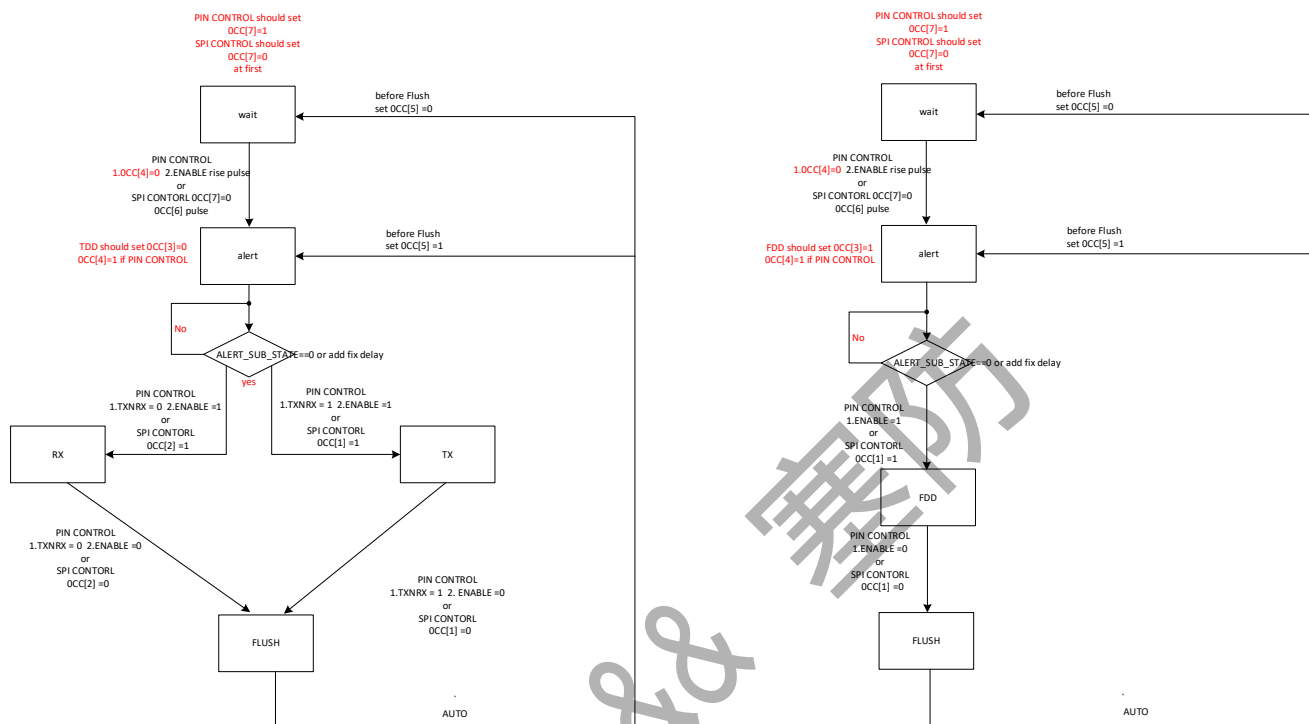 PIN CONTROL should set
0CC[7]=1
SPI CONTROL should set
0CC[7]=0
at first
wait
before Flush
set 0CC[5] =0
PIN CONTROL
1.0CC[4]=0 2.ENABLE rise pulse
or
SPI CONTORL 0CC[7]=0
0CC[6] pulse
TDD should set 0CC[3]=0
0CC[4]=1 if PIN CONTROL
alert
before Flush
set 0CC[5] =1
No
ALERT_SUB_STATE==0 or add fix delay
yes
PIN CONTROL
1.TXNRX = 0 2.ENABLE =1
or
SPI CONTORL
0CC[2] =1
PIN CONTROL
1.TXNRX = 1 2.ENABLE =1
or
SPI CONTORL
0CC[1] =1
RX
TX
PIN CONTROL
1.TXNRX = 0 2.ENABLE =0
or
SPI CONTORL
0CC[2] =0
PIN CONTROL
1.TXNRX = 1 2. ENABLE =0
or
SPI CONTORL
0CC[1] =0
FLUSH
AUTO
PIN CONTROL should set
0CC[7]=1
SPI CONTROL should set
0CC[7]=0
at first
wait
before Flush
set 0CC[5] =0
PIN CONTROL
1.0CC[4]=0 2.ENABLE rise pulse
or
SPI CONTORL 0CC[7]=0
0CC[6] pulse
FDD should set 0CC[3]=1
0CC[4]=1 if PIN CONTROL
alert
before Flush
set 0CC[5] =1
No
ALERT_SUB_STATE==0 or add fix delay
PIN CONTROL
1.ENABLE =1
or
SPI CONTORL
0CC[1] =1
FDD
PIN CONTROL
1.ENABLE =0
or
SPI CONTORL
0CC[1] =0
FLUSH
AUTO
&& 塞防